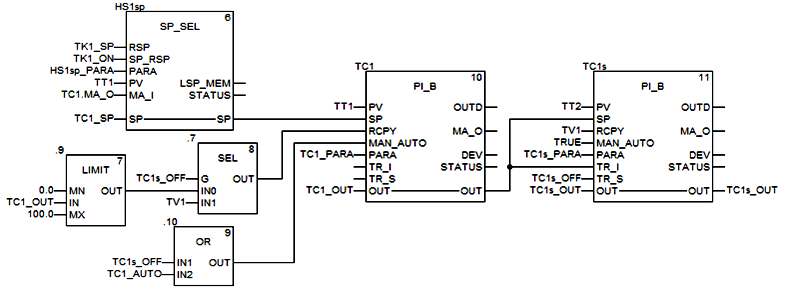 HS1sp
6
SP_SEL
TK1_SP RSP
TK1_ON SP_RSP
HS1sp_PARA PARA
TT1 PV LSP_MEM
TC1.MA_O MA_I STATUS
TC1_SP SP SP
TC1
10
PI_B
TT1 PV OUTD
SP
RCPY MA_O
MAN_AUTO
TC1_PARA PARA DEV
TR_I STATUS
TR_S
TC1_OUT OUT OUT
TC1s
11
PI_B
TT2 PV OUTD
SP
TV1 RCPY MA_O
TRUE MAN_AUTO
TC1s_PARA PARA DEV
TR_I STATUS
TC1s_OFF TR_S
TC1s_OUT OUT OUT TC1s_OUT
.9
7
LIMIT
0.0 MN OUT
TC1_OUT IN
100.0 MX
.7
8
SEL
TC1s_OFF G OUT
IN0
TV1 IN1
.10
9
OR
TC1s_OFF IN1 OUT
TC1_AUTO IN2